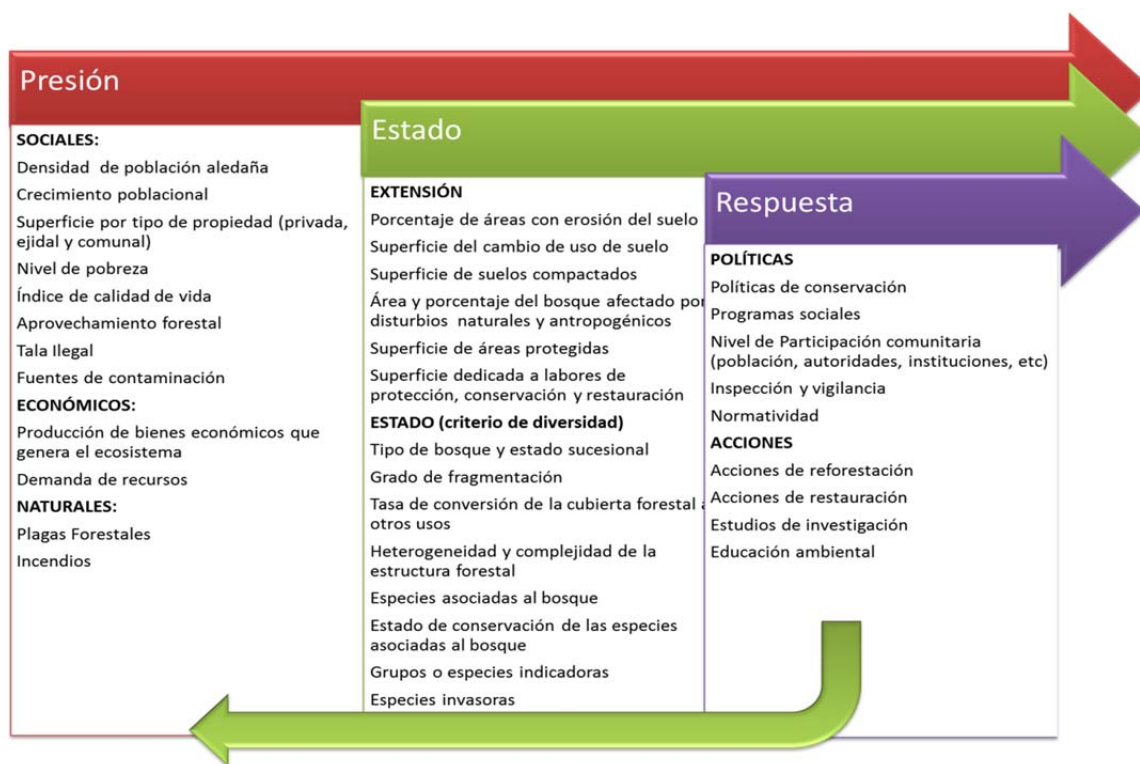 Presión
SOCIALES:
Densidad de población aledaña
Crecimiento poblacional
Superficie por tipo de propiedad (privada,
ejidal y comunal)
Nivel de pobreza
Índice de calidad de vida
Aprovechamiento forestal
Tala Ilegal
Fuentes de contaminación
ECONÓMICOS:
Producción de bienes económicos que
genera el ecosistema
Demanda de recursos
NATURALES:
Plagas Forestales
Incendios
Estado
EXTENSIÓN
Porcentaje de áreas con erosión del suelo
Superficie del cambio de uso de suelo
Superficie de suelos compactados
Área y porcentaje del bosque afectado por
disturbios naturales y antropogénicos
Superficie de áreas protegidas
Superficie dedicada a labores de
protección, conservación y restauración
ESTADO (criterio de diversidad)
Tipo de bosque y estado sucesional
Grado de fragmentación
Tasa de conversión de la cubierta forestal a
otros usos
Heterogeneidad y complejidad de la
estructura forestal
Especies asociadas al bosque
Estado de conservación de las especies
asociadas al bosque
Grupos o especies indicadoras
Especies invasoras
Respuesta
POLÍTICAS
Políticas de conservación
Programas sociales
Nivel de Participación comunitaria
(población, autoridades, instituciones, etc)
Inspección y vigilancia
Normatividad
ACCIONES
Acciones de reforestación
Acciones de restauración
Estudios de investigación
Educación ambiental